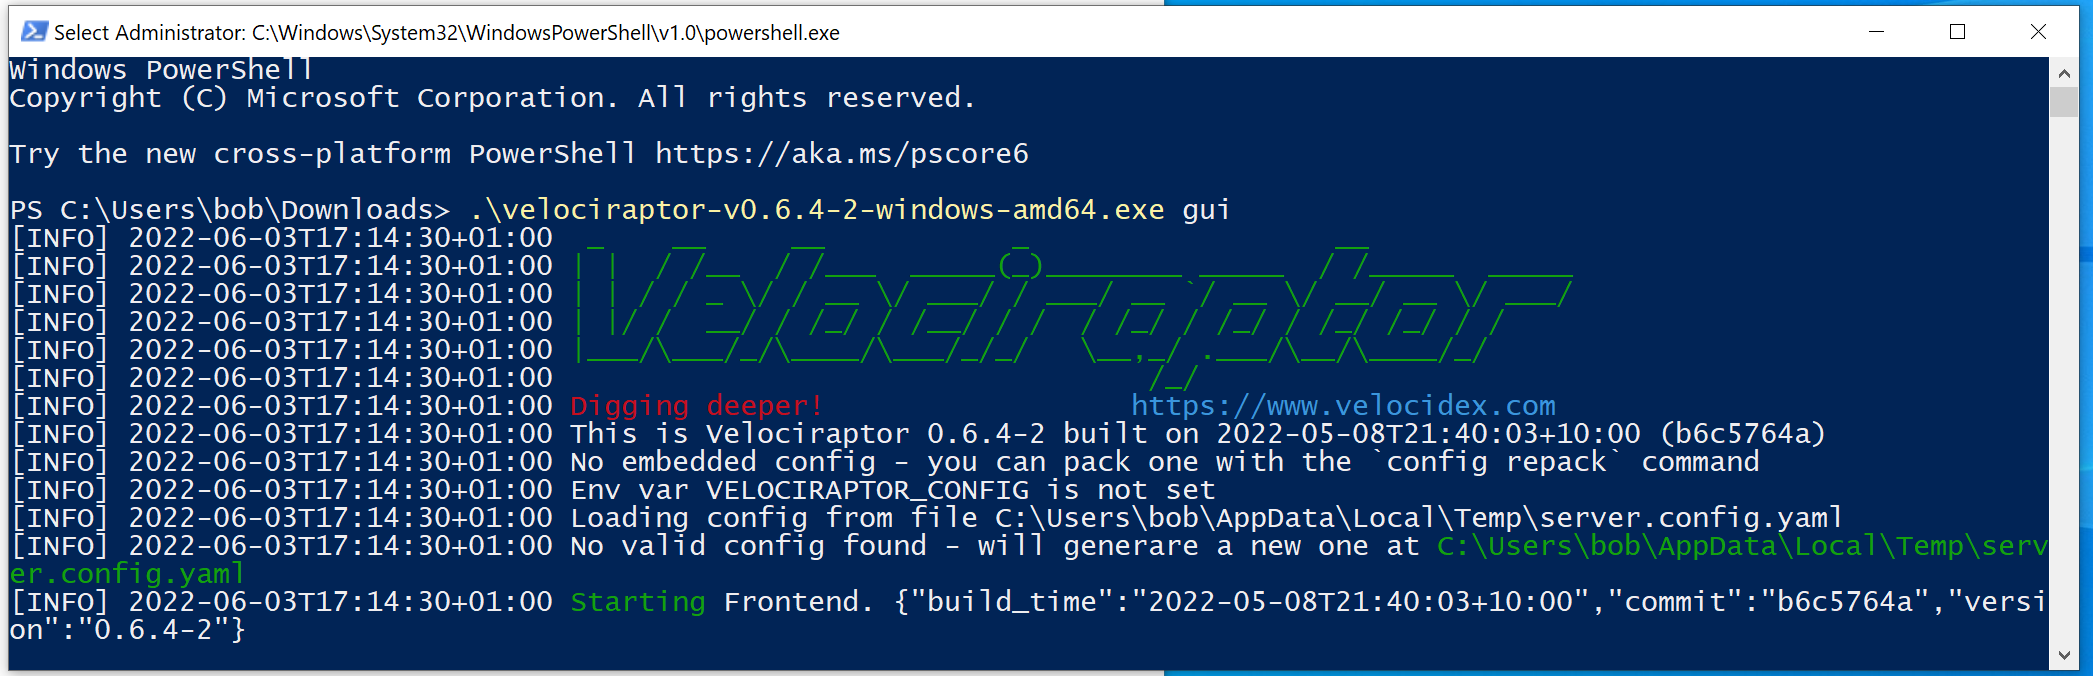 Select Administrator: C:\Windows\System32\WindowsPowerShell\v1.0\powershell.exe
Windows PowerShell
Copyright (C) Microsoft Corporation. All rights reserved.
Try the new cross-platform PowerShell https://aka.ms/pscore6
PS C:\Users\bob\Downloads> .\velociraptor-v0.6.4-2-windows-amd64.exe gui
[INFO] 2022-06-03T17:14:30+01:00
[INFO] 2022-06-03T17:14:30+01:00
[INFO] 2022-06-03T17:14:30+01:00 Velociraptor
[INFO] 2022-06-03T17:14:30+01:00
[INFO] 2022-06-03T17:14:30+01:00
[INFO] 2022-06-03T17:14:30+01:00
[INFO] 2022-06-03T17:14:30+01:00 Digging deeper! https://www.velocidex.com
[INFO] 2022-06-03T17:14:30+01:00 This is Velociraptor 0.6.4-2 built on 2022-05-08T21:40:03+10:00 (b6c5764a)
[INFO] 2022-06-03T17:14:30+01:00 No embedded config - you can pack one with the `config repack` command
[INFO] 2022-06-03T17:14:30+01:00 Env var VELOCIRAPTOR_CONFIG is not set
[INFO] 2022-06-03T17:14:30+01:00 Loading config from file C:\Users\bob\AppData\Local\Temp\server.config.yaml
[INFO] 2022-06-03T17:14:30+01:00 No valid config found - will generare a new one at C:\Users\bob\AppData\Local\Temp\serv
er.config.yaml
[INFO] 2022-06-03T17:14:30+01:00 Starting Frontend. {"build_time":"2022-05-08T21:40:03+10:00","commit":"b6c5764a","versi
on":"0.6.4-2"}